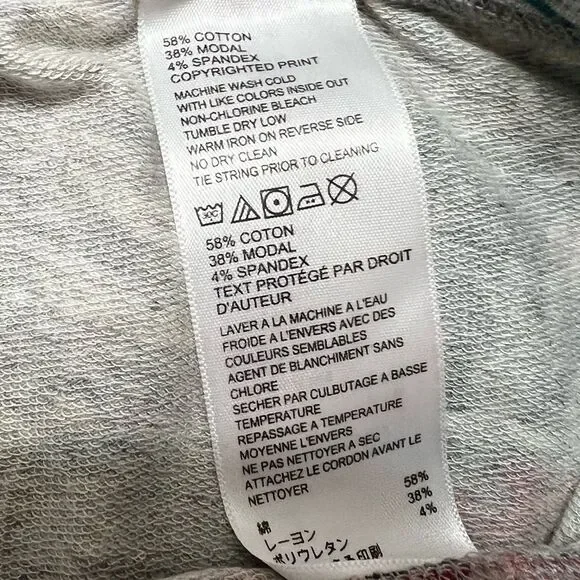 58% COTTON
38% MODAL
4% SPANDEX
COPYRIGHTED PRINT
MACHINE WASH COLD
WITH LIKE COLORS INSIDE OUT
NON-CHLORINE BLEACH
TUMBLE DRY LOW
WARM IRON ON REVERSE SIDE
NO DRY CLEAN
TIE STRING PRIOR TO CLEANING
30C
58% COTON
38% MODAL
4% SPANDEX
TEXT PROTÉGÉ PAR DROIT
D'AUTEUR
LAVER A LA MACHINE A L'EAU
FROIDE A L'ENVERS AVEC DES
COULEURS SEMBLABLES
AGENT DE BLANCHIMENT SANS
CHLORE
SECHER PAR CULBUTAGE A BASSE
TEMPERATURE
REPASSAGE A TEMPERATURE
MOYENNE L'ENVERS
NE PAS NETTOYER A SEC
ATTACHEZ LE CORDON AVANT LE
NETTOYER
綿 58%
レーヨン 38%
ポリウレタン 4%
印刷